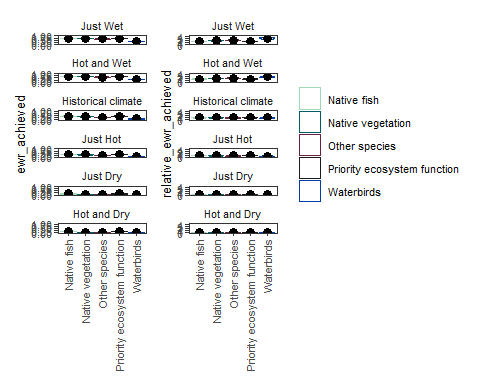 Just Wet
Just Wet
Hot and Wet
Hot and Wet
Historical climate
Historical climate
Just Hot
Just Hot
Just Dry
Just Dry
Hot and Dry
Hot and Dry
ewr_achieved
relative_ewr_achieved
Native fish
Native vegetation
Other species
Priority ecosystem function
Waterbirds
Native fish
Native vegetation
Other species
Priority ecosystem function
Waterbirds
Native fish
Native vegetation
Other species
Priority ecosystem function
Waterbirds